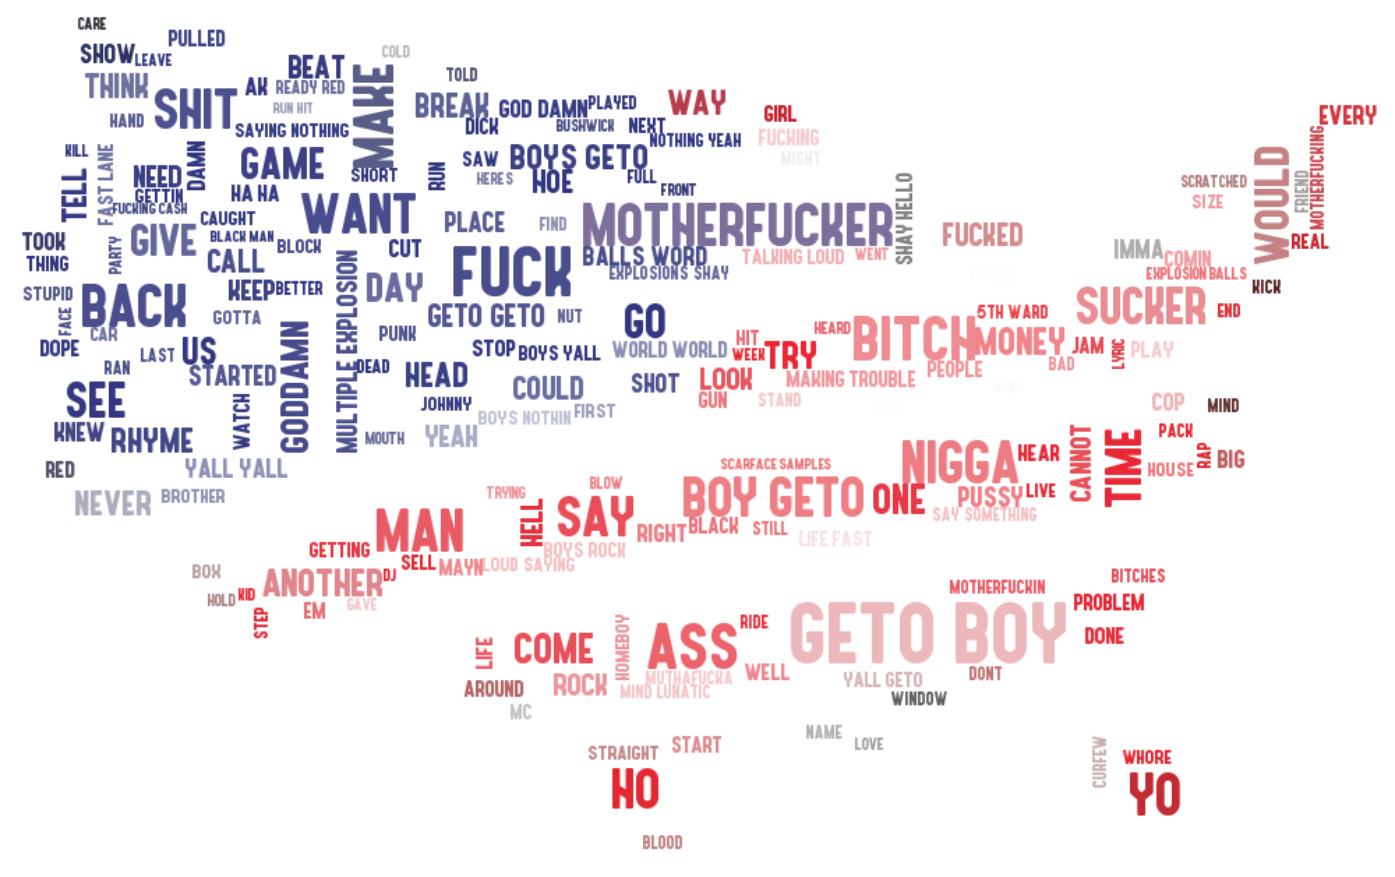 CARE
PULLED
SHOW
LEAVE
COLD
BEAT
TOLD
THINK
AK
READY RED
MAKE
SHIT
RUN HIT
BREAK
GOD DAMN
PLAYED
WAY
GIRL
EVERY
HAND
SAYING NOTHING
DICK
BUSHWICK
NEXT
NOTHING YEAH
FUCKING
MIGHT
KILL
FAST LANE
DAMN
GAME
SHORT
RUN
SAW
BOYS GETO
WOULD
FRIEND
MOTHERFUCKING
TELL
NEED
GETTIN
HA HA
HERES
HOE
FULL
FRONT
SCRATCHED
SIZE
FUCKING CASH
CAUGHT
WANT
PLACE
FIND
MOTHERFUCKER
SHAY HELLO
FUCKED
TOOK
THING
PARTY
GIVE
BLACK MAN
BLOCK
CUT
BALLS WORD
TALKING LOUD
WENT
IMMA
COMIN
REAL
CALL
MULTIPLE EXPLOSION
FUCK
EXPLOSIONS SHAY
EXPLOSION BALLS
KICK
STUPID
BACK
KEEP
BETTER
DAY
SUCKER
END
FACE
CAR
GOTTA
GETO GETO
NUT
GO
5TH WARD
DOPE
LAST
US
GODDAMN
PUNK
STOP
BOYS YALL
WORLD WORLD
HIT
WEEK
TRY
HEARD
BITCH
MONEY
JAM
LYRIC
PLAY
RAN
STARTED
DEAD
HEAD
COULD
SHOT
LOOK
MAKING TROUBLE
PEOPLE
BAD
SEE
WATCH
JOHNNY
BOYS NOTHIN
FIRST
GUN
STAND
COP
MIND
KNEW
RHYME
MOUTH
YEAH
CANNOT
TIME
PACK
RAP
BIG
RED
YALL YALL
SCARFACE SAMPLES
NIGGA
HEAR
HOUSE
NEVER
BROTHER
TRYING
BLOW
BOY GETO
ONE
PUSSY
LIVE
SAY SOMETHING
MAN
HELL
SAY
RIGHT
BLACK
STILL
LIFE FAST
GETTING
SELL
MAYN
BOYS ROCK
LOUD SAYING
BOX
ANOTHER
DJ
MOTHERFUCKIN
BITCHES
HOLD
KID
STEP
EM
GAVE
PROBLEM
LIFE
COME
HOMEBOY
ASS
RIDE
GETO BOY
DONE
AROUND
ROCK
MUTHAFUCKA
MIND LUNATIC
WELL
YALL GETO
DONT
WINDOW
MC
STRAIGHT
START
NAME
LOVE
CURFEW
WHORE
HO
YO
BLOOD